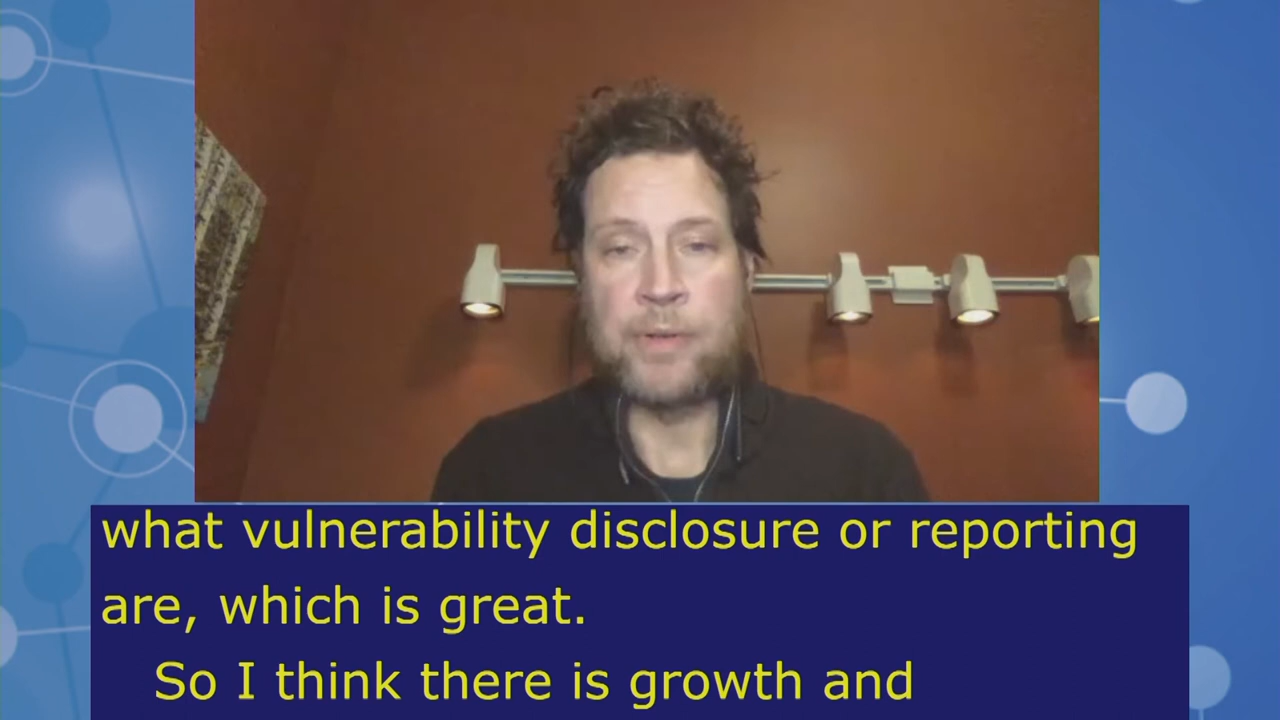 what vulnerability disclosure or reporting
are, which is great.
So I think there is growth and